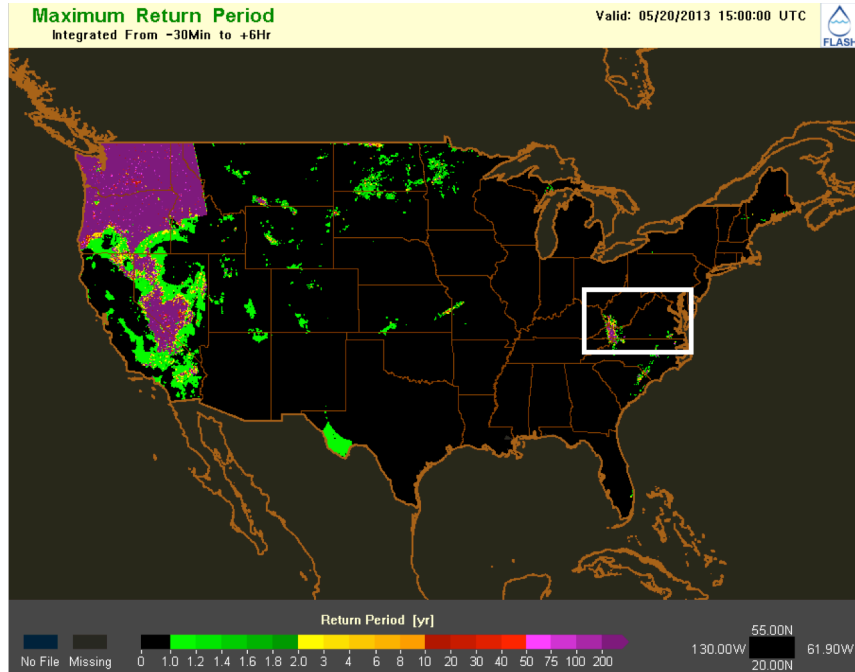 Maximum Return Period
Integrated From -30Min to +6Hr
Valid: 05/20/2013 15:00:00 UTC
FLASH
Return Period [yr]
No File
Missing
0 1.0 1.2 1.4 1.6 1.8 2.0 3 4 6 8 10 20 30 40 50 75 100 200
55.00N
130.00W
61.90W
20.00N